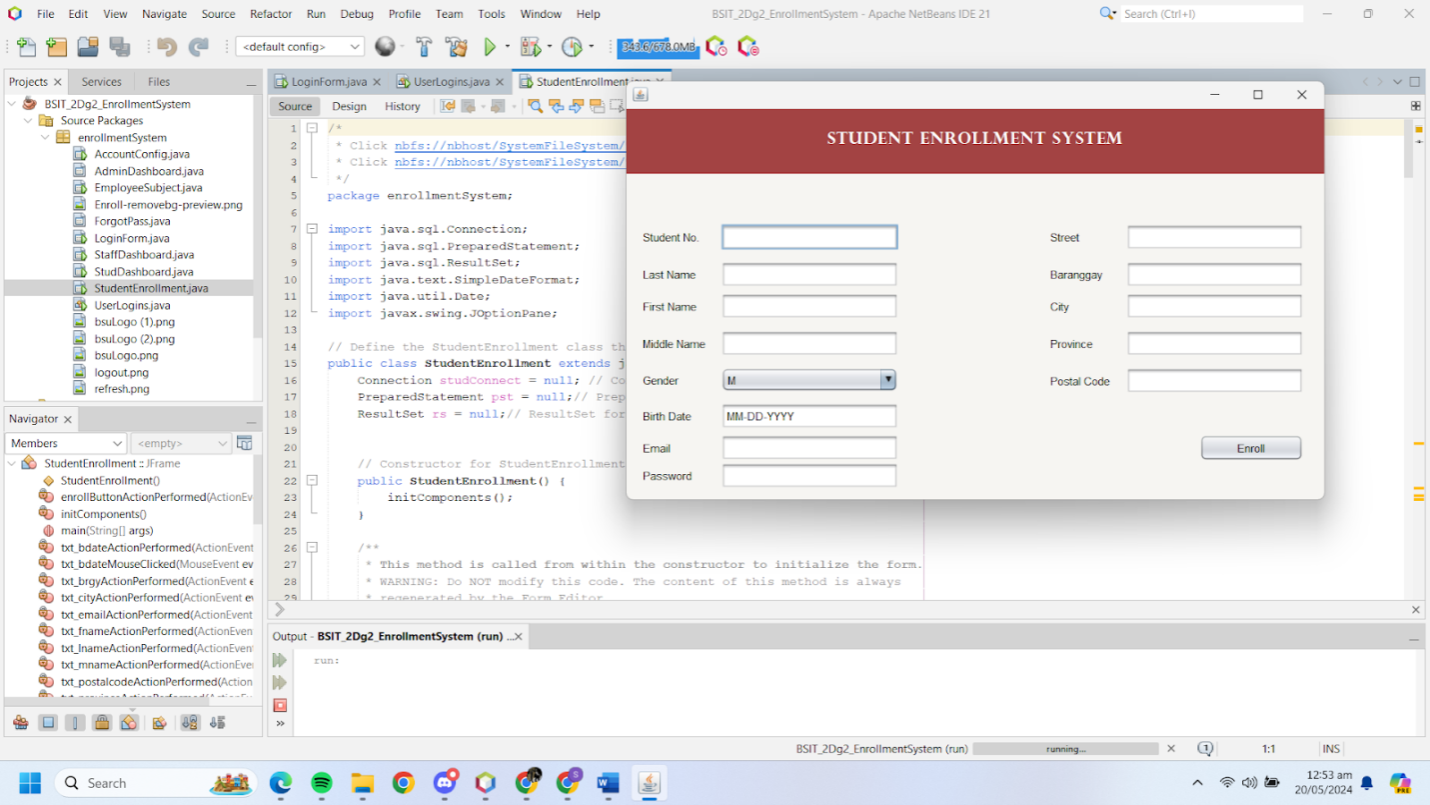 File Edit View Navigate Source Refactor Run Debug Profile Team Tools Window Help
BSIT_2Dg2_EnrollmentSystem - Apache NetBeans IDE 21
Search (Ctrl+I)
<default config>
343.6/678.0MB
Projects
Services
Files
BSIT_2Dg2_EnrollmentSystem
Source Packages
enrollmentSystem
AccountConfig.java
AdminDashboard.java
EmployeeSubject.java
Enroll-removebg-preview.png
ForgotPass.java
LoginForm.java
StaffDashboard.java
StudDashboard.java
StudentEnrollment.java
UserLogins.java
bsuLogo (1).png
bsuLogo (2).png
bsuLogo.png
logout.png
refresh.png
Navigator
Members
<empty>
StudentEnrollment :: JFrame
StudentEnrollment()
enrollButtonActionPerformed(ActionEv
initComponents()
main(String[] args)
txt_bdateActionPerformed(ActionEvent
txt_bdateMouseClicked(MouseEvent ev
txt_brgyActionPerformed(ActionEvent e
txt_cityActionPerformed(ActionEvent ev
txt_emailActionPerformed(ActionEvent
txt_fnameActionPerformed(ActionEven
txt_lnameActionPerformed(ActionEven
txt_mnameActionPerformed(ActionEve
txt_postalcodeActionPerformed(Action
LoginForm.java
UserLogins.java
StudentEnrollment.java
Source Design History
1 /*
2 * Click nbfs://nbhost/SystemFileSystem/
3 * Click nbfs://nbhost/SystemFileSystem/
4 */
5 package enrollmentSystem;
6
7 import java.sql.Connection;
8 import java.sql.PreparedStatement;
9 import java.sql.ResultSet;
10 import java.text.SimpleDateFormat;
11 import java.util.Date;
12 import javax.swing.JOptionPane;
13
14 // Define the StudentEnrollment class th
15 public class StudentEnrollment extends j
16 Connection studConnect = null; // Co
17 PreparedStatement pst = null;// Prep
18 ResultSet rs = null;// ResultSet for
19
20
21 // Constructor for StudentEnrollment
22 public StudentEnrollment() {
23 initComponents();
24 }
25
26 /**
27 * This method is called from within the constructor to initialize the form.
28 * WARNING: Do NOT modify this code. The content of this method is always
29 * regenerated by the Form Editor
STUDENT ENROLLMENT SYSTEM
Student No.
Last Name
First Name
Middle Name
Gender M
Birth Date MM-DD-YYYY
Email
Password
Street
Baranggay
City
Province
Postal Code
Enroll
Output - BSIT_2Dg2_EnrollmentSystem (run) ...
run:
BSIT_2Dg2_EnrollmentSystem (run)
running...
1
1:1
INS
Search
12:53 am
20/05/2024
PRE